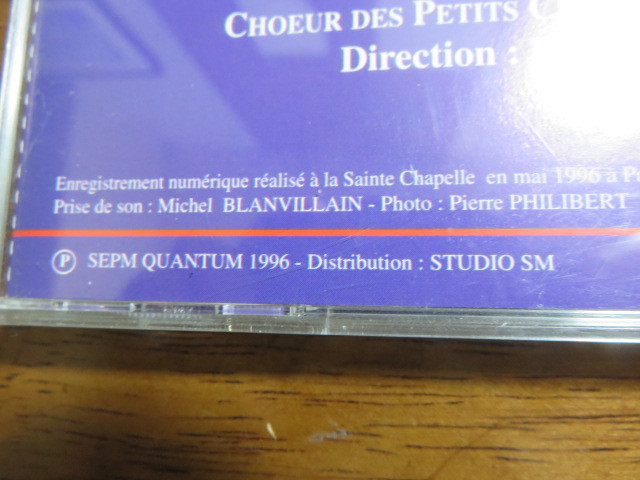 CHOEUR DES PETITS
Direction :
Enregistrement numérique réalisé à la Sainte Chapelle en mai 1996 à
Prise de son : Michel BLANVILLAIN - Photo : Pierre PHILIBERT
Ⓟ SEPM QUANTUM 1996 - Distribution : STUDIO SM